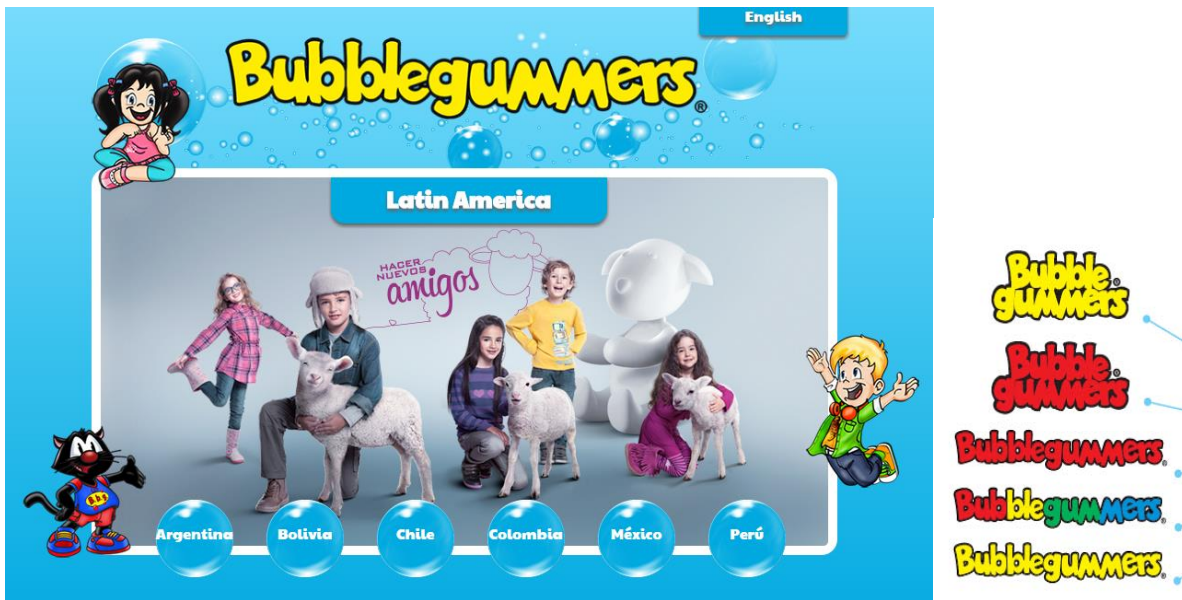 English
Bubblegummers®
Latin America
HACER
NUEVOS
amigos
B.b.g.
Argentina Bolivia Chile Colombia México Perú
Bubble
gummers®
Bubble
gummers®
Bubblegummers®
Bubblegummers®
Bubblegummers®